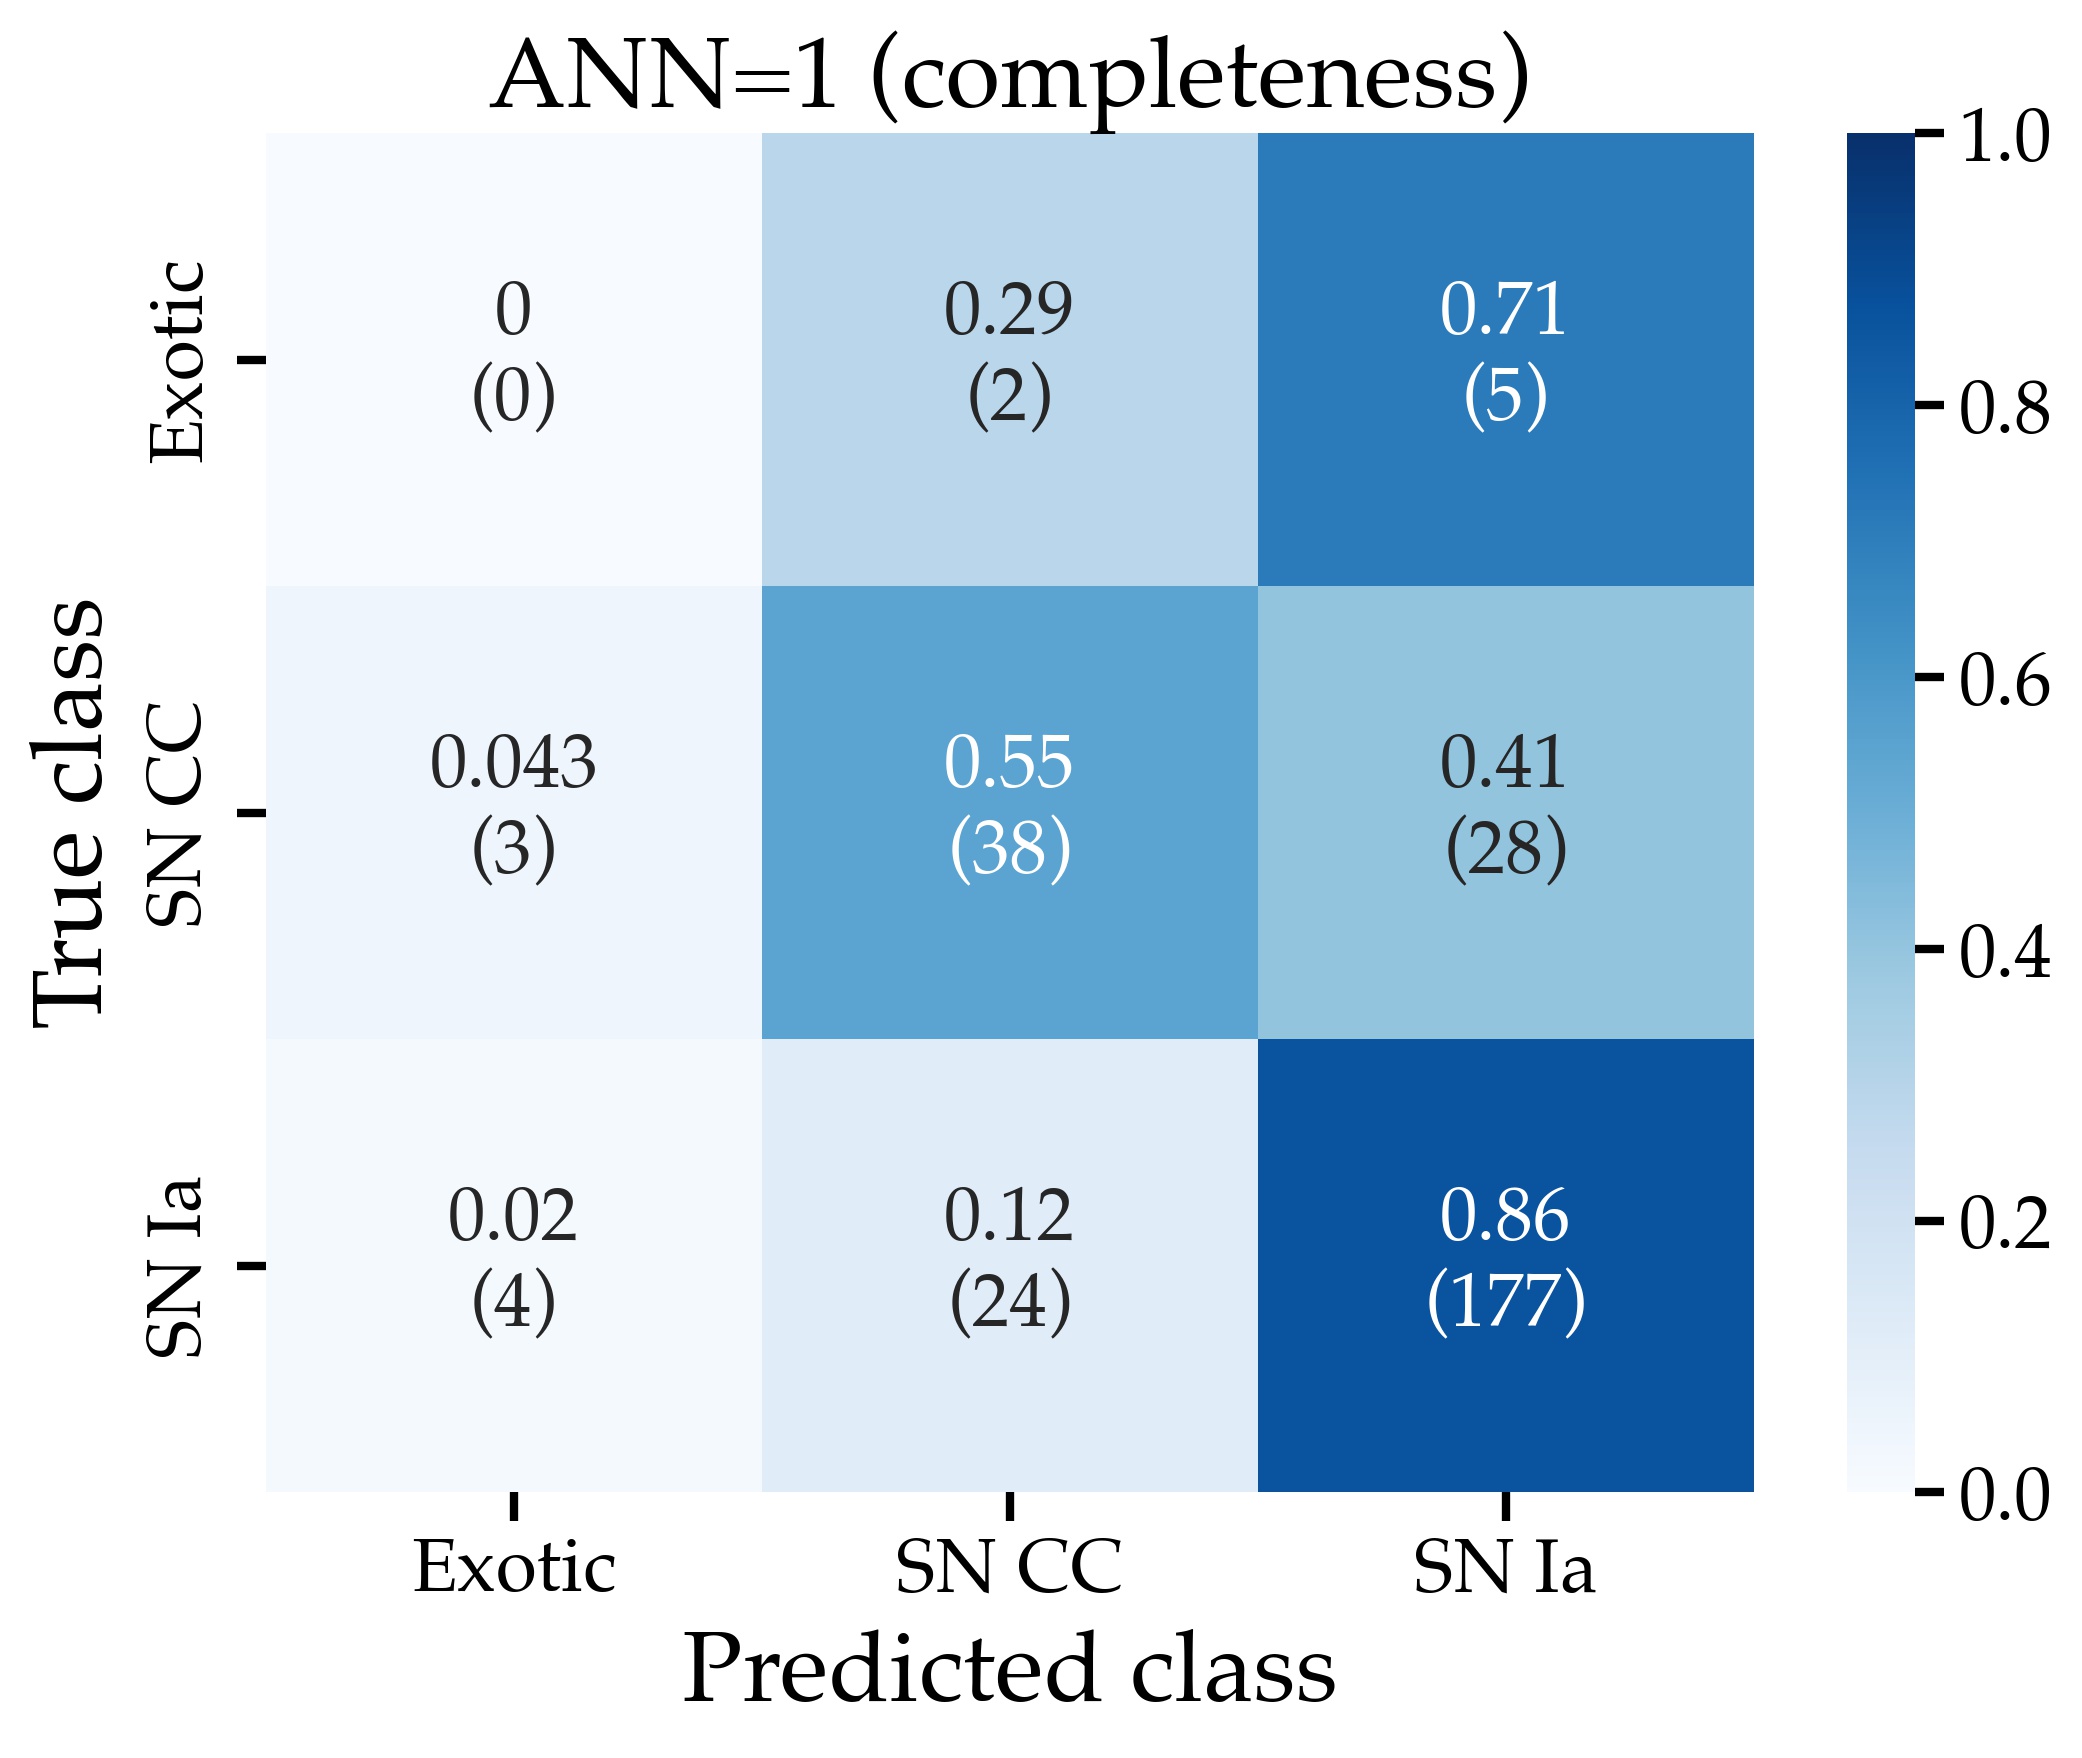 ANN=1 (completeness)
True class
Exotic
0
(0)
0.29
(2)
0.71
(5)
SN CC
0.043
(3)
0.55
(38)
0.41
(28)
SN Ia
0.02
(4)
0.12
(24)
0.86
(177)
Exotic
SN CC
SN Ia
Predicted class
1.0
0.8
0.6
0.4
0.2
0.0